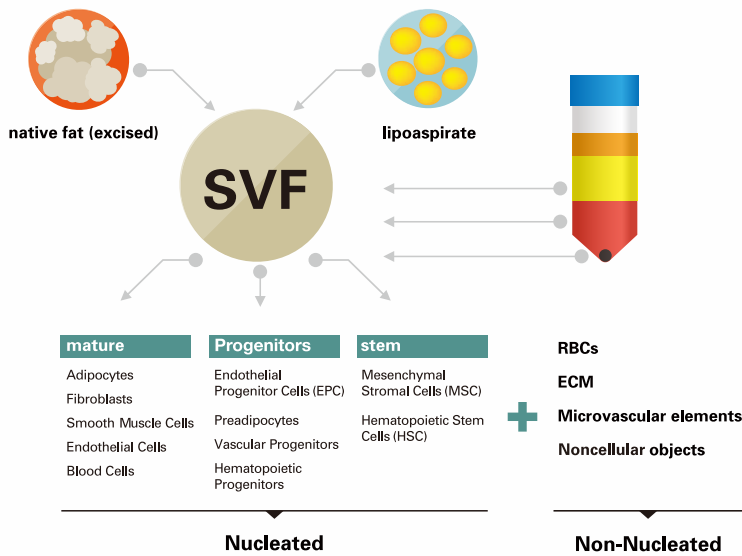 native fat (excised)
lipoaspirate
SVF
mature
Adipocytes
Fibroblasts
Smooth Muscle Cells
Endothelial Cells
Blood Cells
Progenitors
Endothelial
Progenitor Cells (EPC)
Preadipocytes
Vascular Progenitors
Hematopoietic
Progenitors
stem
Mesenchymal
Stromal Cells (MSC)
Hematopoietic Stem
Cells (HSC)
+
RBCs
ECM
Microvascular elements
Noncellular objects
Nucleated
Non-Nucleated